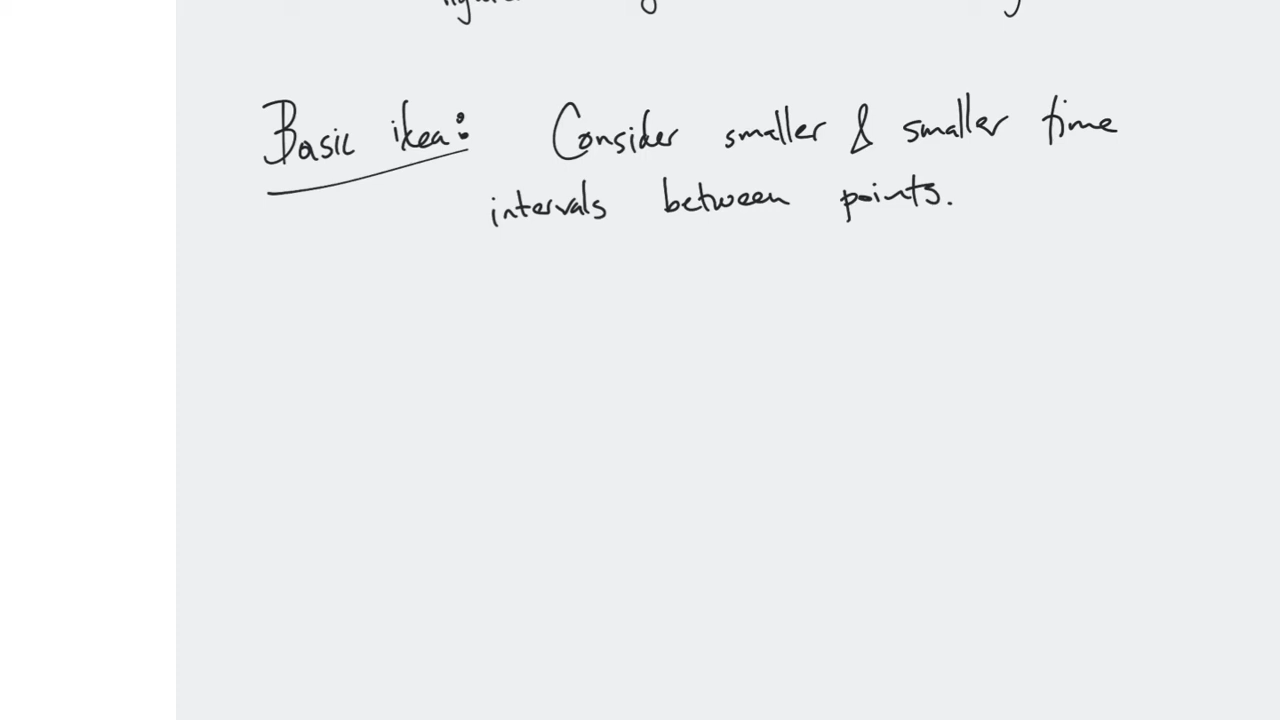 Basic idea: Consider smaller & smaller time
intervals between points.